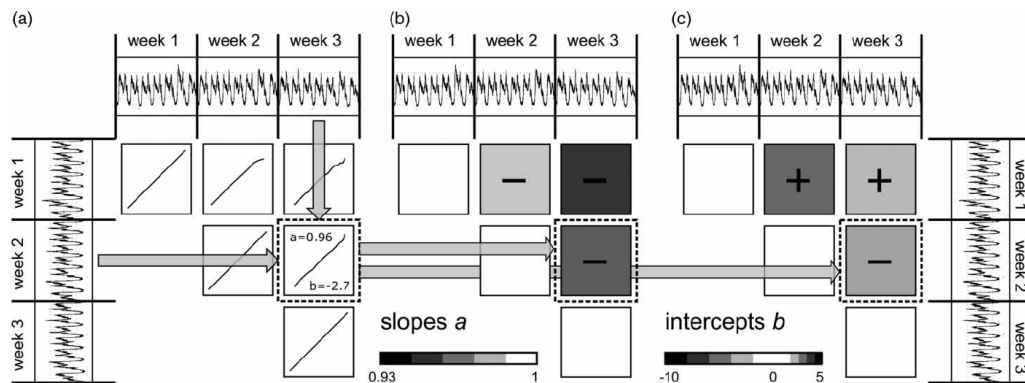 (a)
(b)
(c)
week 1
week 2
week 3
week 1
week 2
week 3
week 1
week 2
week 3
week 1
week 2
week 3
a=0.96
b=-2.7
−
−
−
+
+
−
week 1
week 2
week 3
slopes a
0.93
1
intercepts b
-10
0
5